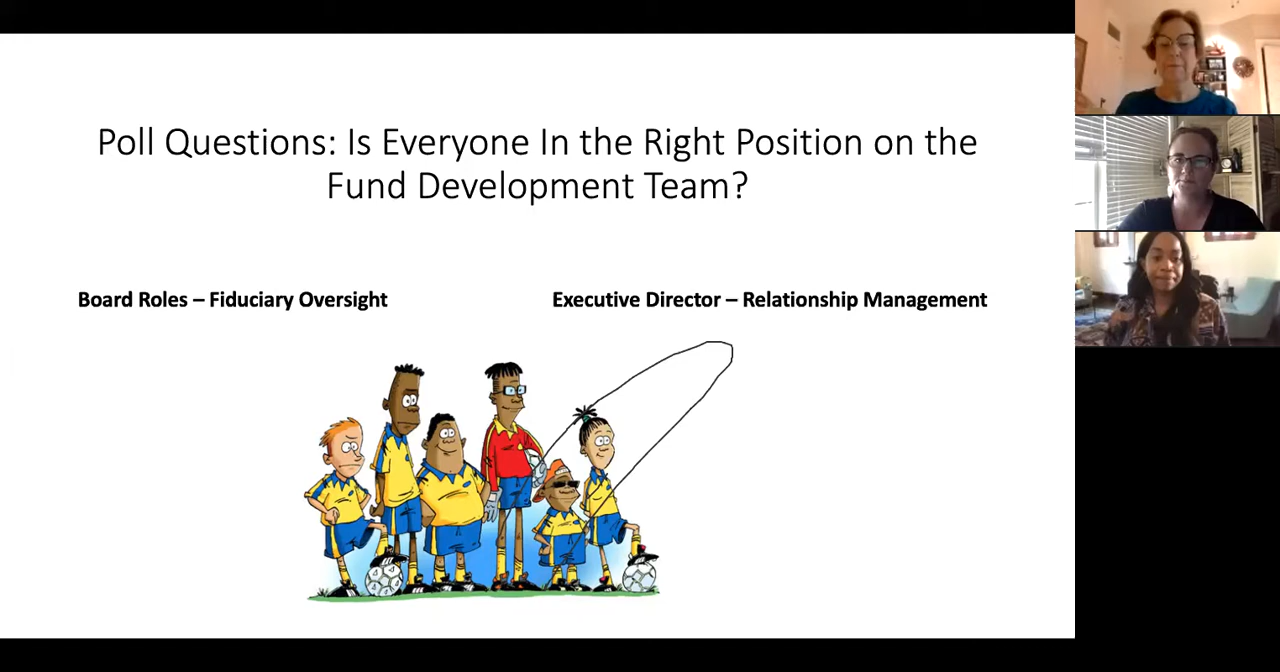 Poll Questions: Is Everyone In the Right Position on the
Fund Development Team?
Board Roles – Fiduciary Oversight
Executive Director – Relationship Management